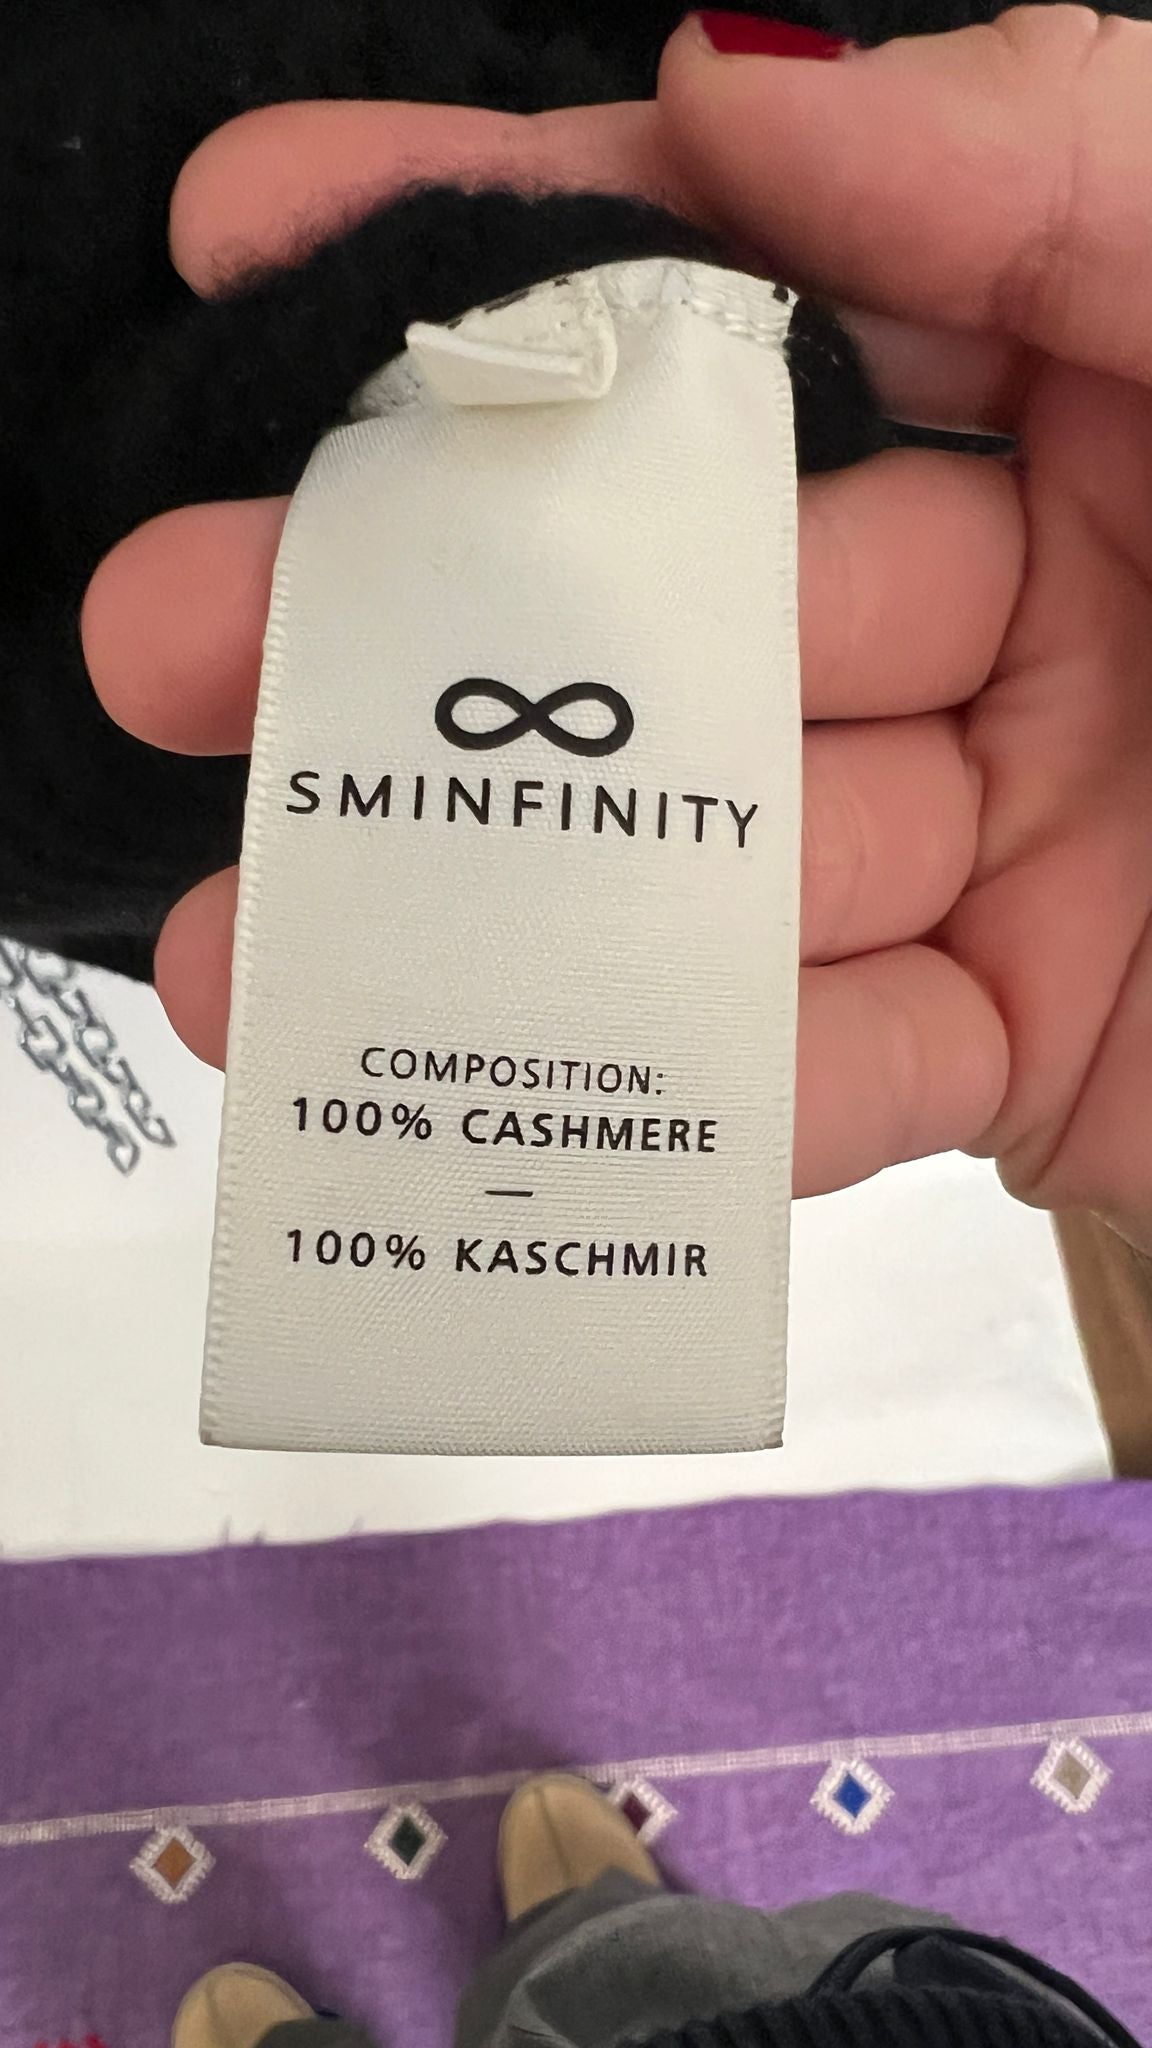 SMINFINITY
COMPOSITION:
100% CASHMERE
—
100% KASCHMIR